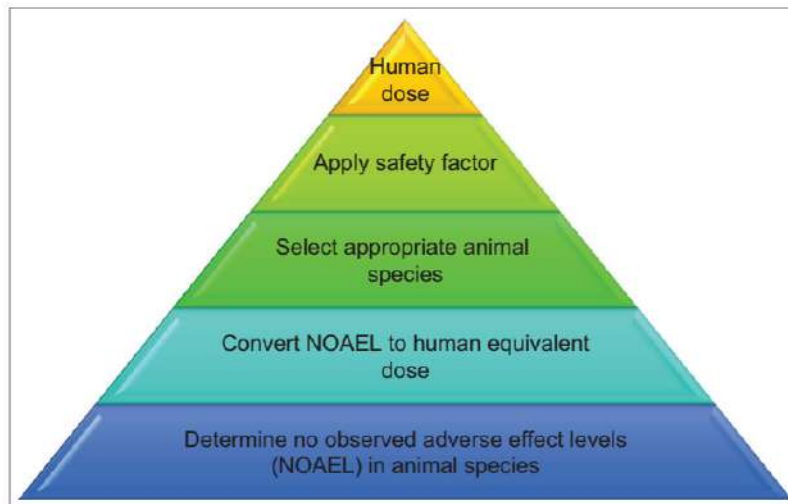 Human
dose
Apply safety factor
Select appropriate animal
species
Convert NOAEL to human equivalent
dose
Determine no observed adverse effect levels
(NOAEL) in animal species